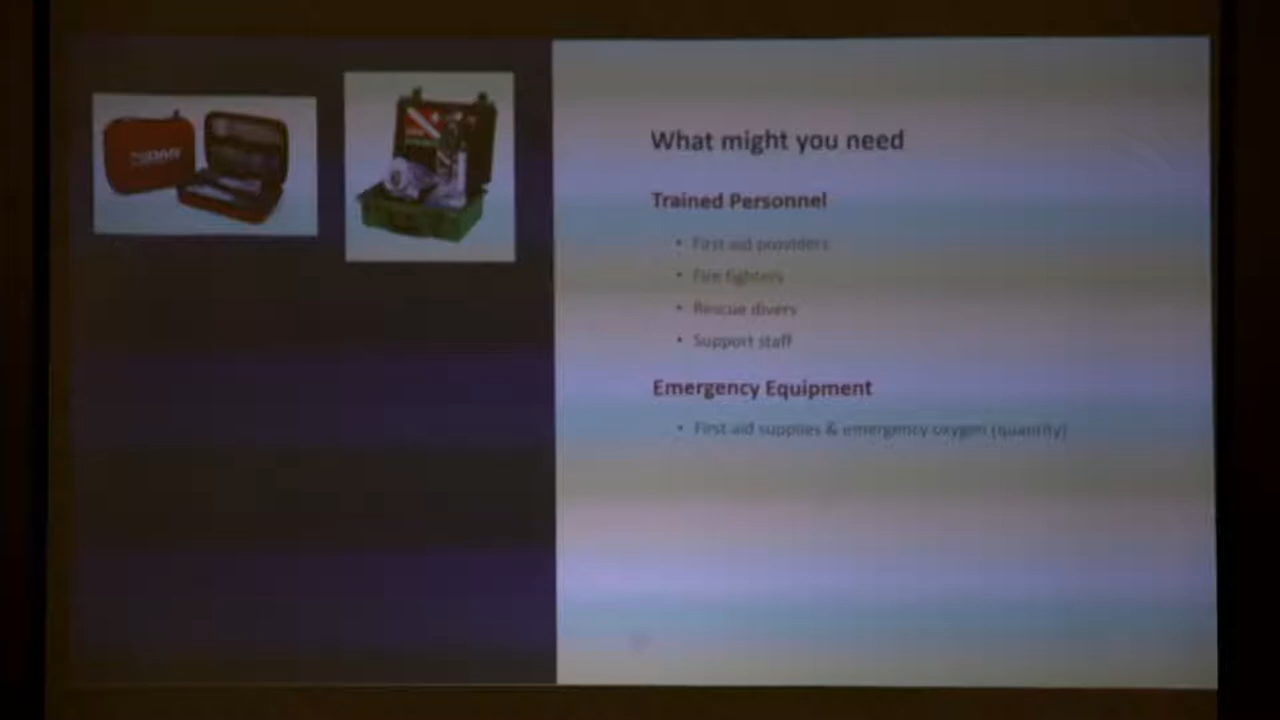 DAN
What might you need
Trained Personnel
• First aid providers
• Fire fighters
• Rescue divers
• Support staff
Emergency Equipment
• First-aid supplies & emergency oxygen (quantity)